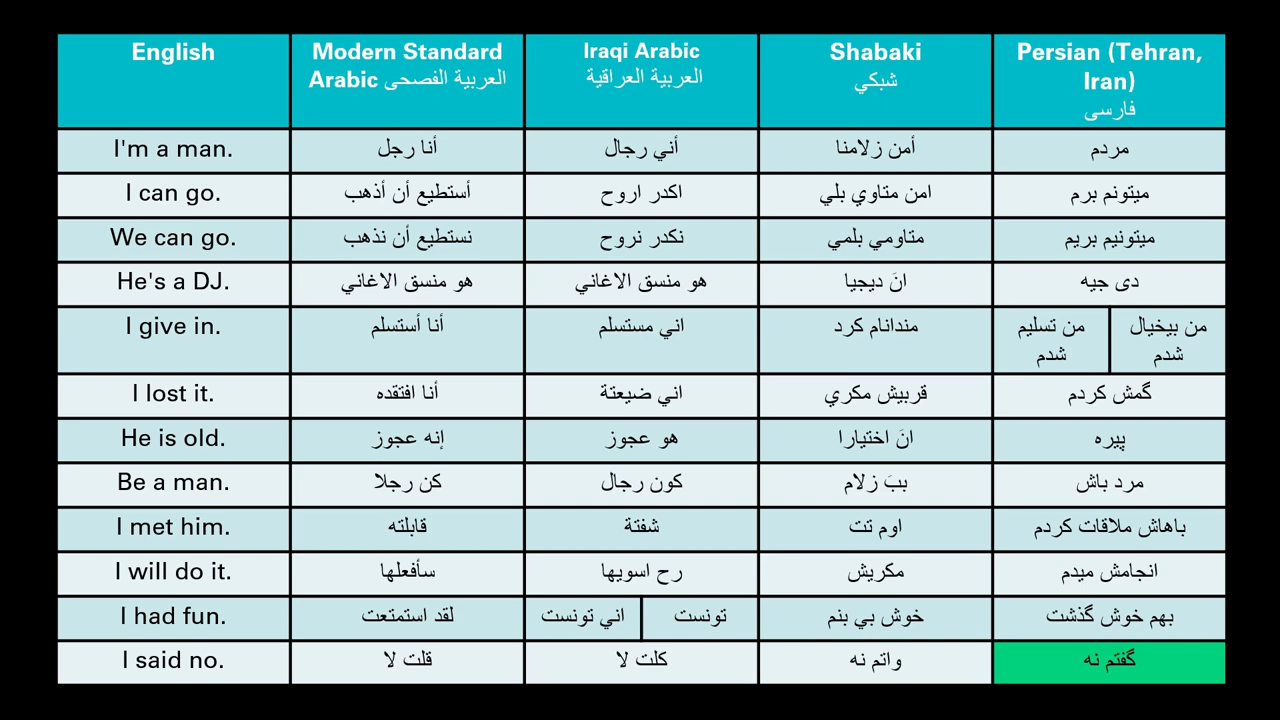 English
Modern Standard
Arabic العربية الفصحى
Iraqi Arabic
العربية العراقية
Shabaki
شبكي
Persian (Tehran,
Iran)
فارسی
I'm a man.
أنا رجل
أني رجال
أمن زلامنا
مردم
I can go.
أستطيع أن أذهب
اكدر اروح
امن متاوي بلي
میتونم برم
We can go.
نستطيع أن نذهب
نكدر نروح
متاومي بلمي
میتونیم بریم
He's a DJ.
هو منسق الاغاني
هو منسق الاغاني
انَ ديجيا
دی جیه
I give in.
أنا أستسلم
اني مستسلم
مندانام كرد
من تسلیم
شدم
من بیخیال
شدم
I lost it.
أنا افتقده
اني ضيعتة
قربيش مكري
گمش کردم
He is old.
إنه عجوز
هو عجوز
انَ اختيارا
پیره
Be a man.
كن رجلا
كون رجال
ببَ زلام
مرد باش
I met him.
قابلته
شفتة
اوم تت
باهاش ملاقات کردم
I will do it.
سأفعلها
رح اسويها
مكريش
انجامش میدم
I had fun.
لقد استمتعت
اني تونست
تونست
خوش بي بنم
بهم خوش گذشت
I said no.
قلت لا
كلت لا
واتم نه
گفتم نه